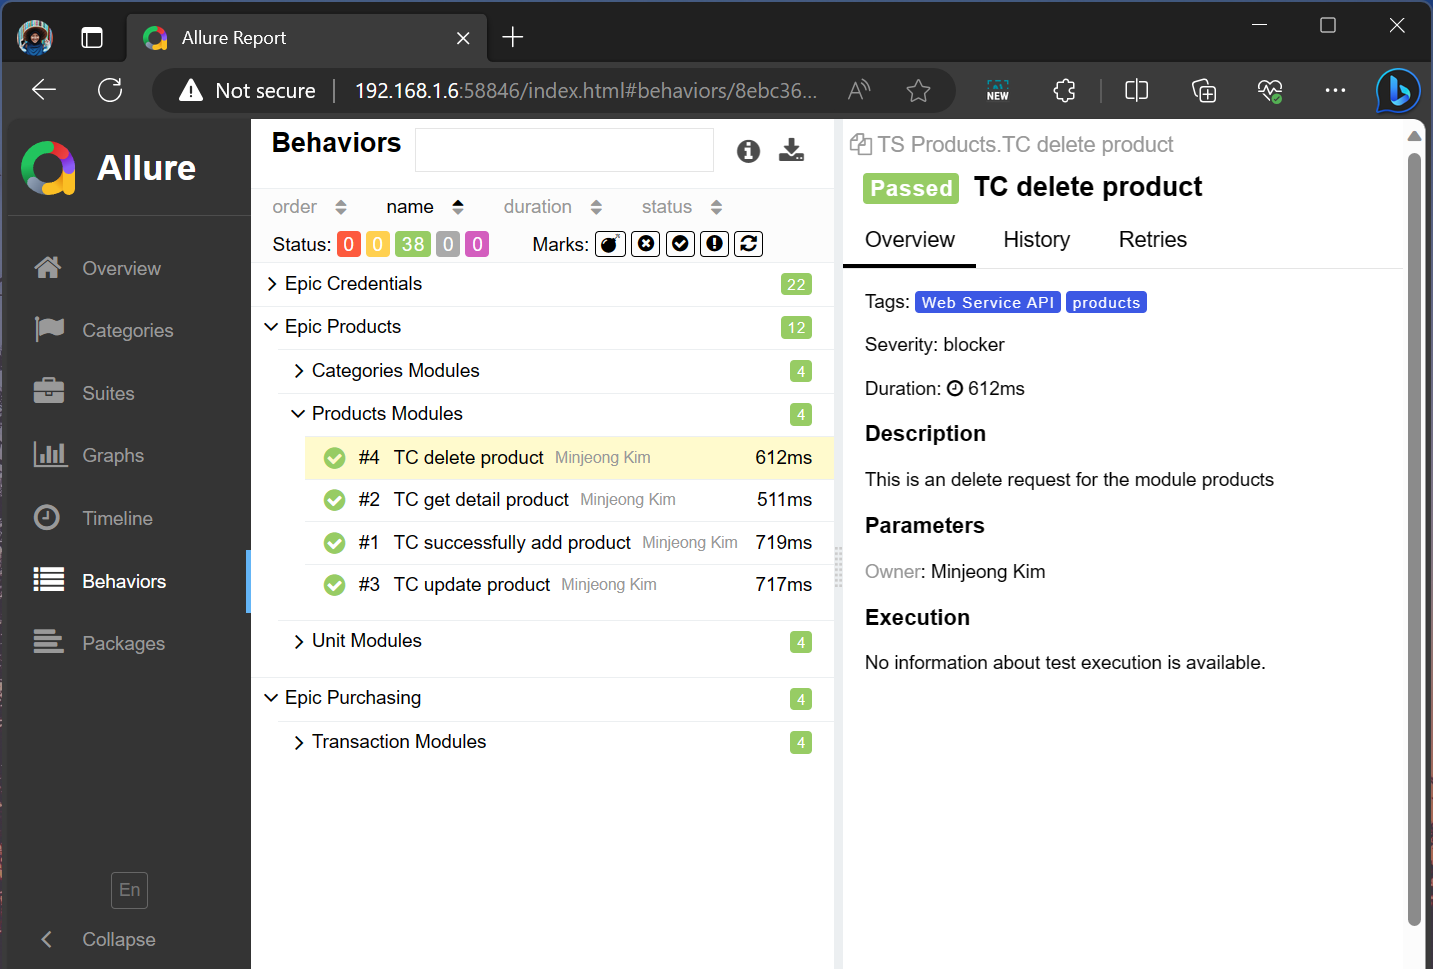 Allure Report
Not secure
192.168.1.6:58846/index.html#behaviors/8ebc36...
NEW
Allure
Overview
Categories
Suites
Graphs
Timeline
Behaviors
Packages
En
Collapse
Behaviors
order name duration status
Status: 0 0 38 0 0 Marks:
Epic Credentials 22
Epic Products 12
Categories Modules 4
Products Modules 4
#4 TC delete product Minjeong Kim 612ms
#2 TC get detail product Minjeong Kim 511ms
#1 TC successfully add product Minjeong Kim 719ms
#3 TC update product Minjeong Kim 717ms
Unit Modules 4
Epic Purchasing 4
Transaction Modules 4
TS Products.TC delete product
Passed TC delete product
Overview History Retries
Tags: Web Service API products
Severity: blocker
Duration: 612ms
Description
This is an delete request for the module products
Parameters
Owner: Minjeong Kim
Execution
No information about test execution is available.